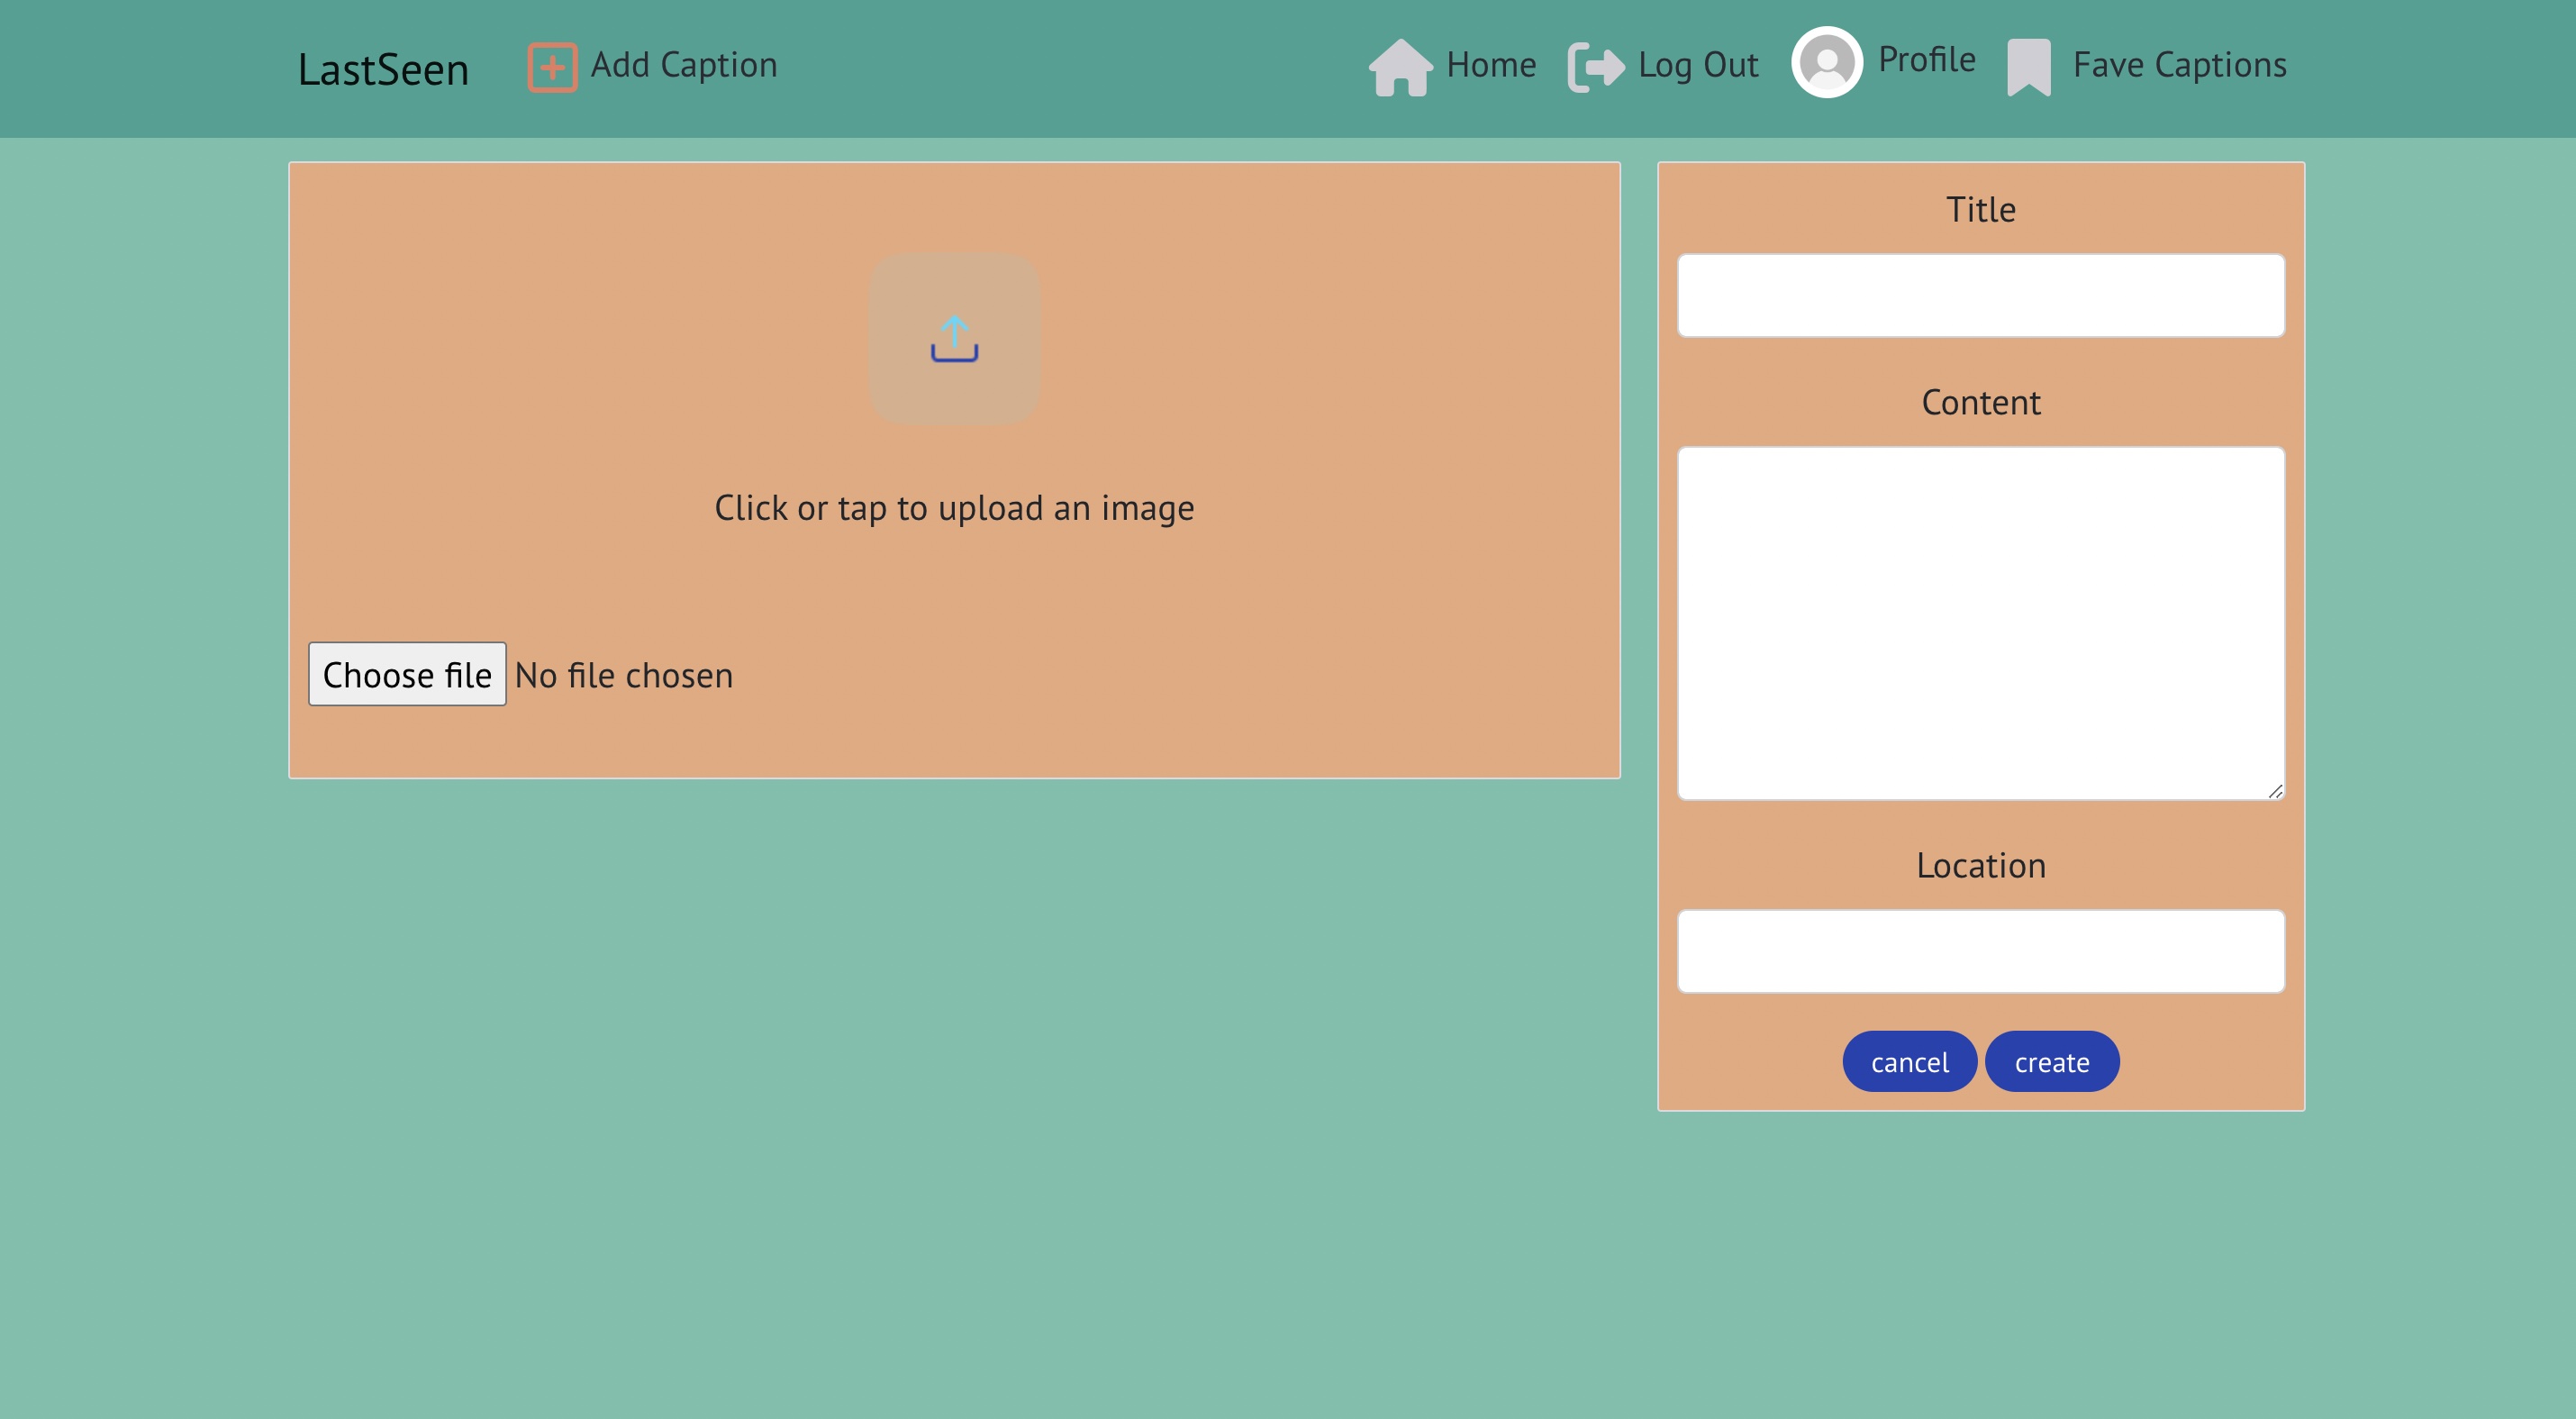 LastSeen
Add Caption
Home
Log Out
Profile
Fave Captions
Click or tap to upload an image
Choose file No file chosen
Title
Content
Location
cancel
create